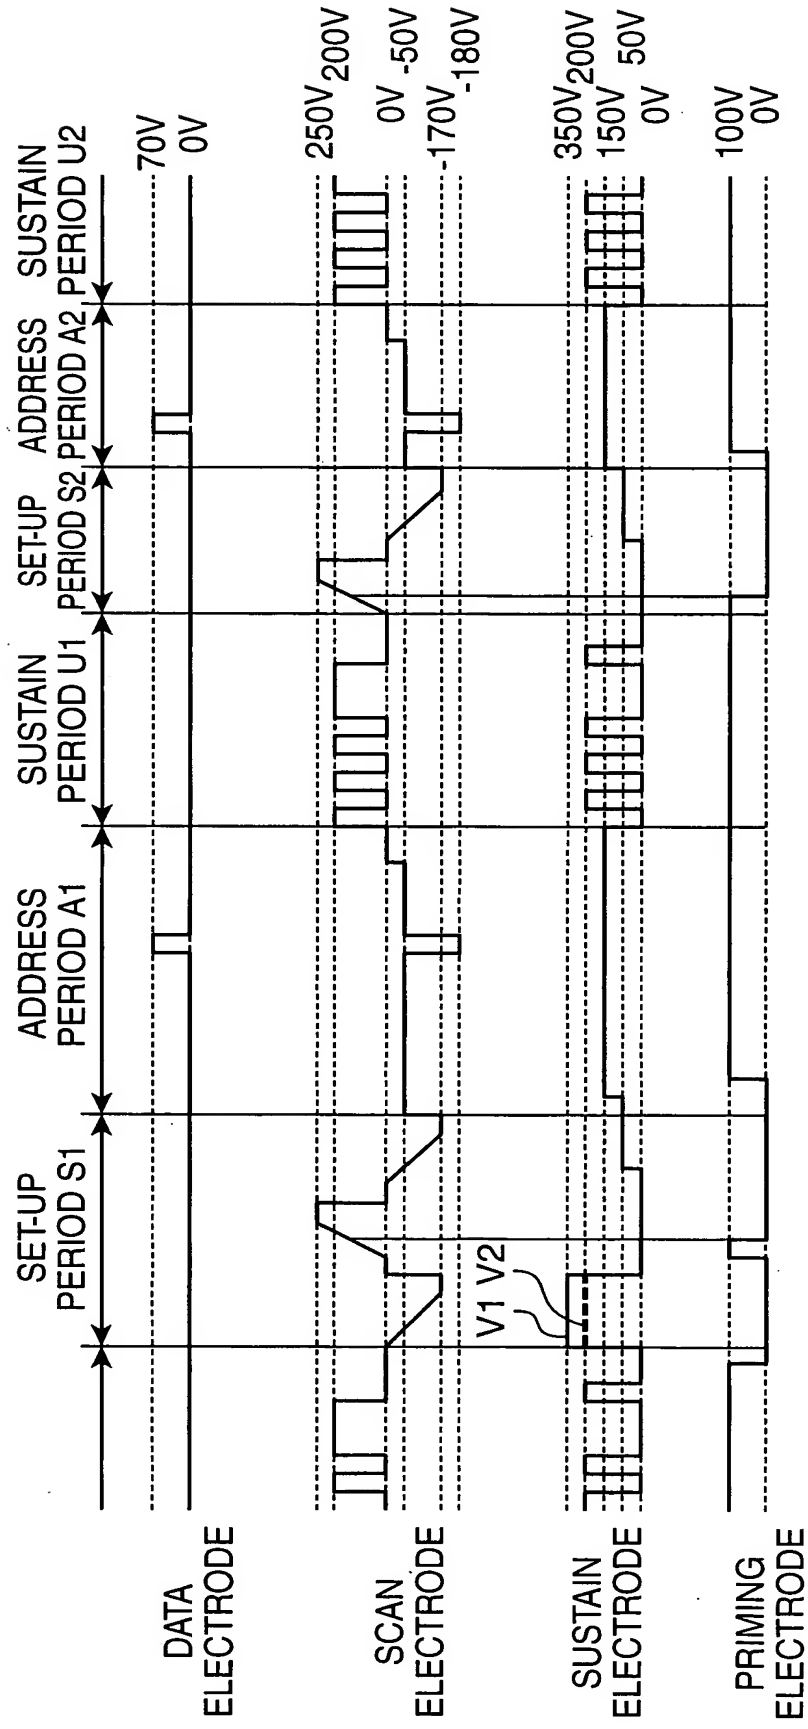 SET-UP
PERIOD S1
ADDRESS
PERIOD A1
SUSTAIN
PERIOD U1
SET-UP
PERIOD S2
ADDRESS
PERIOD A2
SUSTAIN
PERIOD U2
DATA
ELECTRODE
70V
0V
SCAN
ELECTRODE
250V
200V
0V
-50V
-170V
-180V
SUSTAIN
ELECTRODE
V1
V2
350V
200V
150V
50V
0V
PRIMING
ELECTRODE
100V
0V